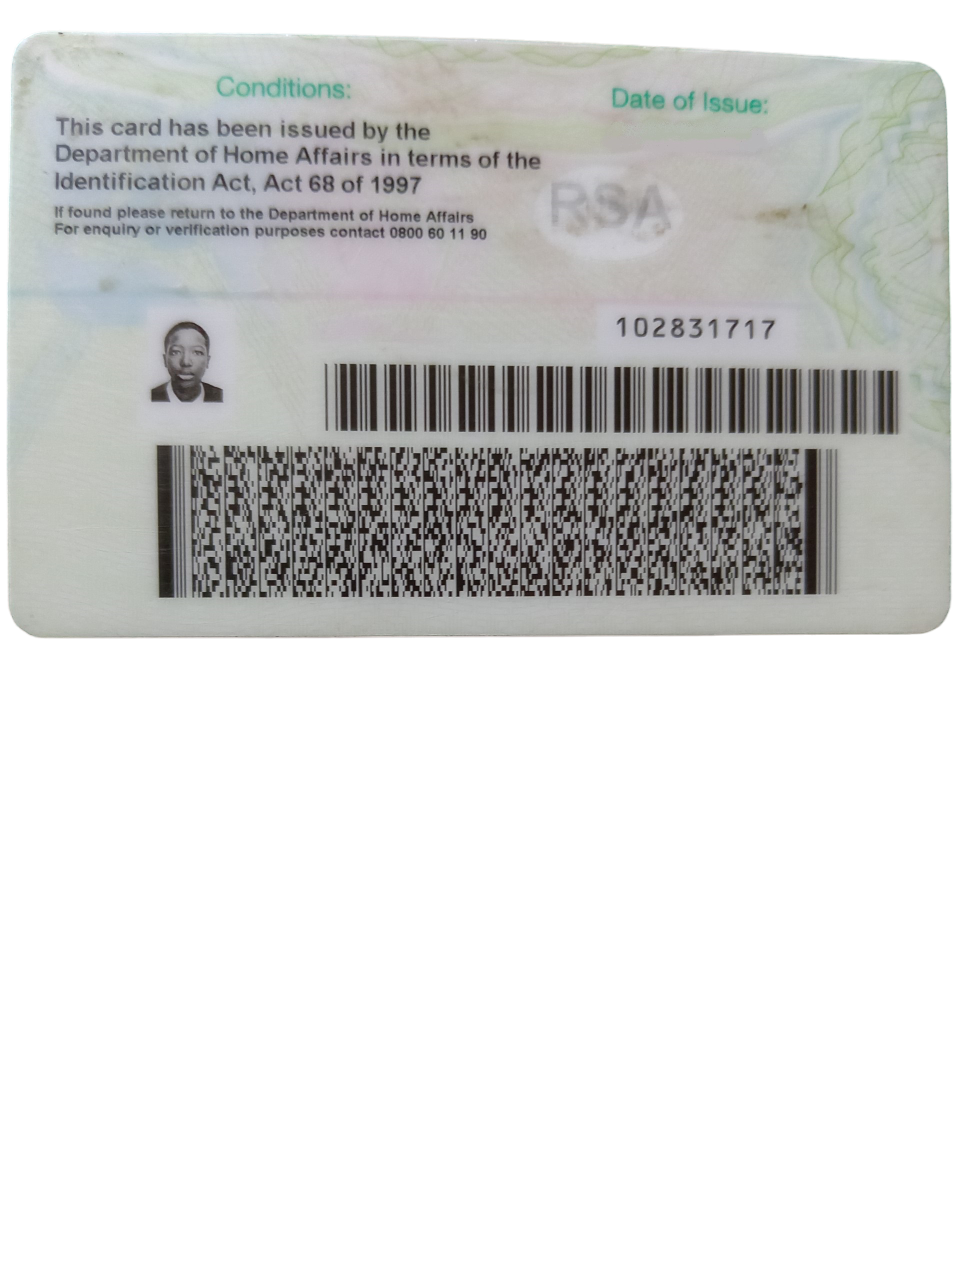 Conditions:
Date of Issue:
This card has been issued by the
Department of Home Affairs in terms of the
Identification Act, Act 68 of 1997
If found please return to the Department of Home Affairs
For enquiry or verification purposes contact 0800 60 11 90
RSA
102831717